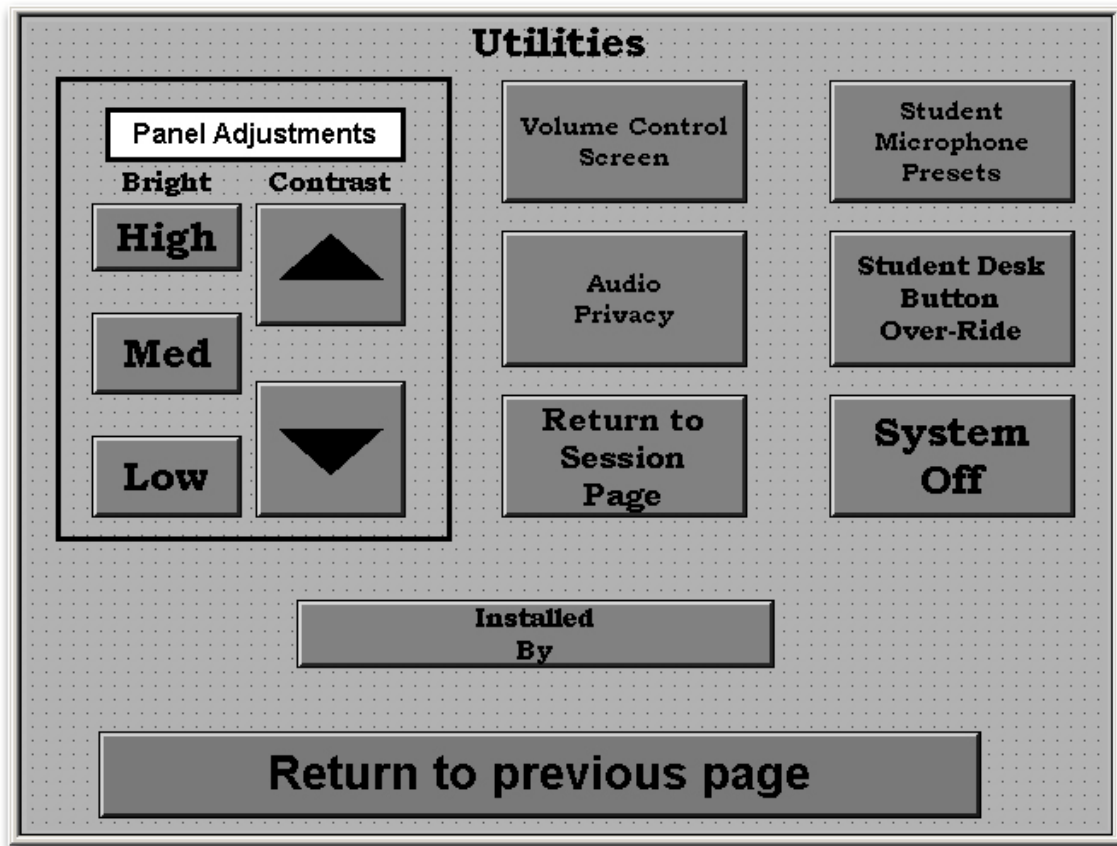 Utilities
Panel Adjustments
Bright
Contrast
High
Med
Low
Volume Control
Screen
Student
Microphone
Presets
Audio
Privacy
Student Desk
Button
Over-Ride
Return to
Session
Page
System
Off
Installed
By
Return to previous page